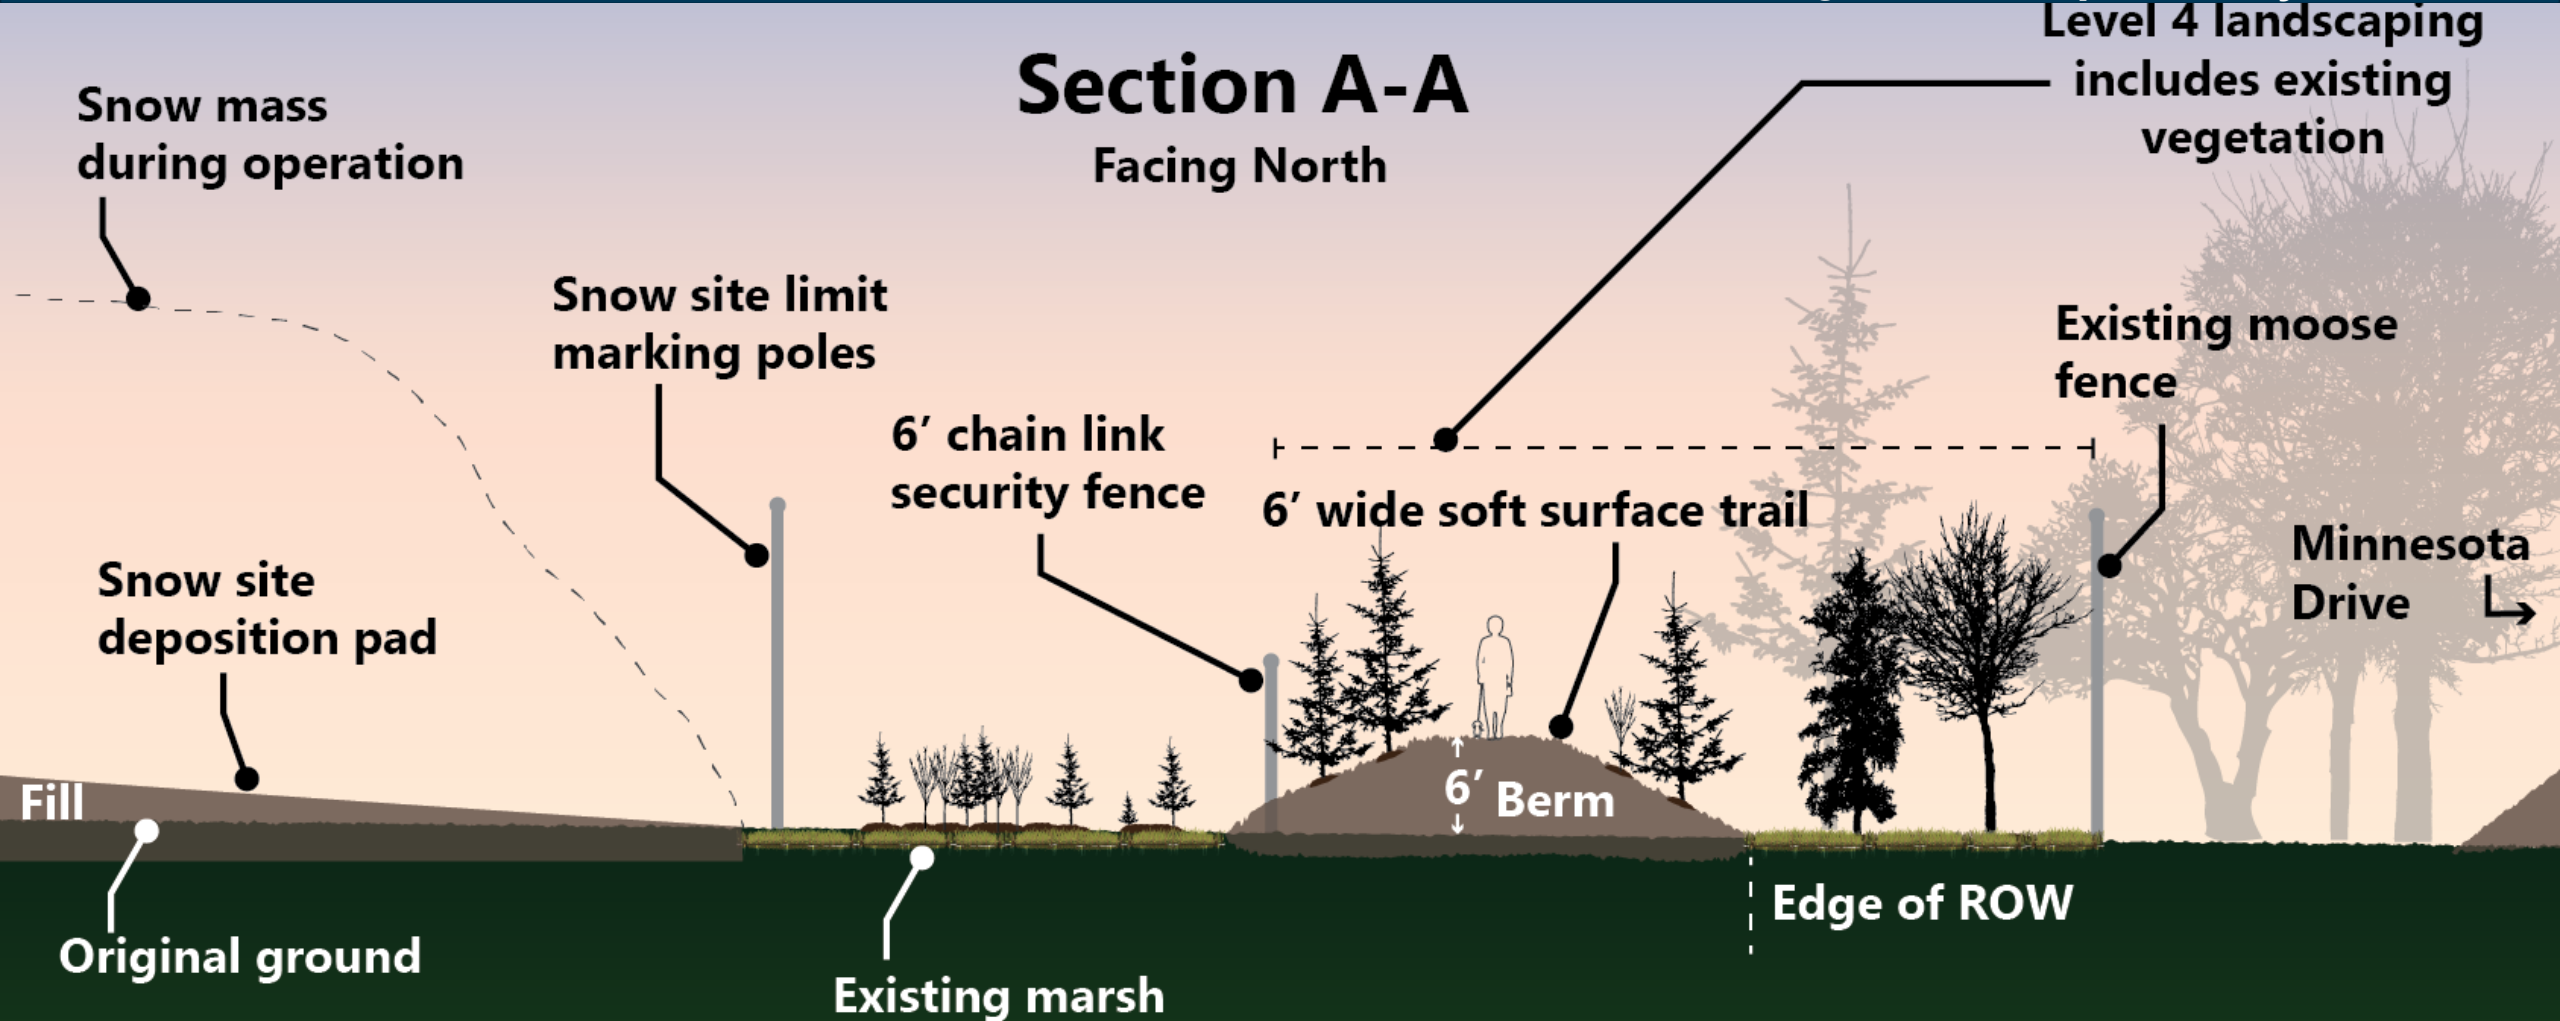 Section A-A
Facing North
Level 4 landscaping
includes existing
vegetation
Snow mass
during operation
Snow site limit
marking poles
6′ chain link
security fence
6′ wide soft surface trail
Existing moose
fence
Minnesota
Drive
Snow site
deposition pad
Fill
6′ Berm
Original ground
Existing marsh
Edge of ROW